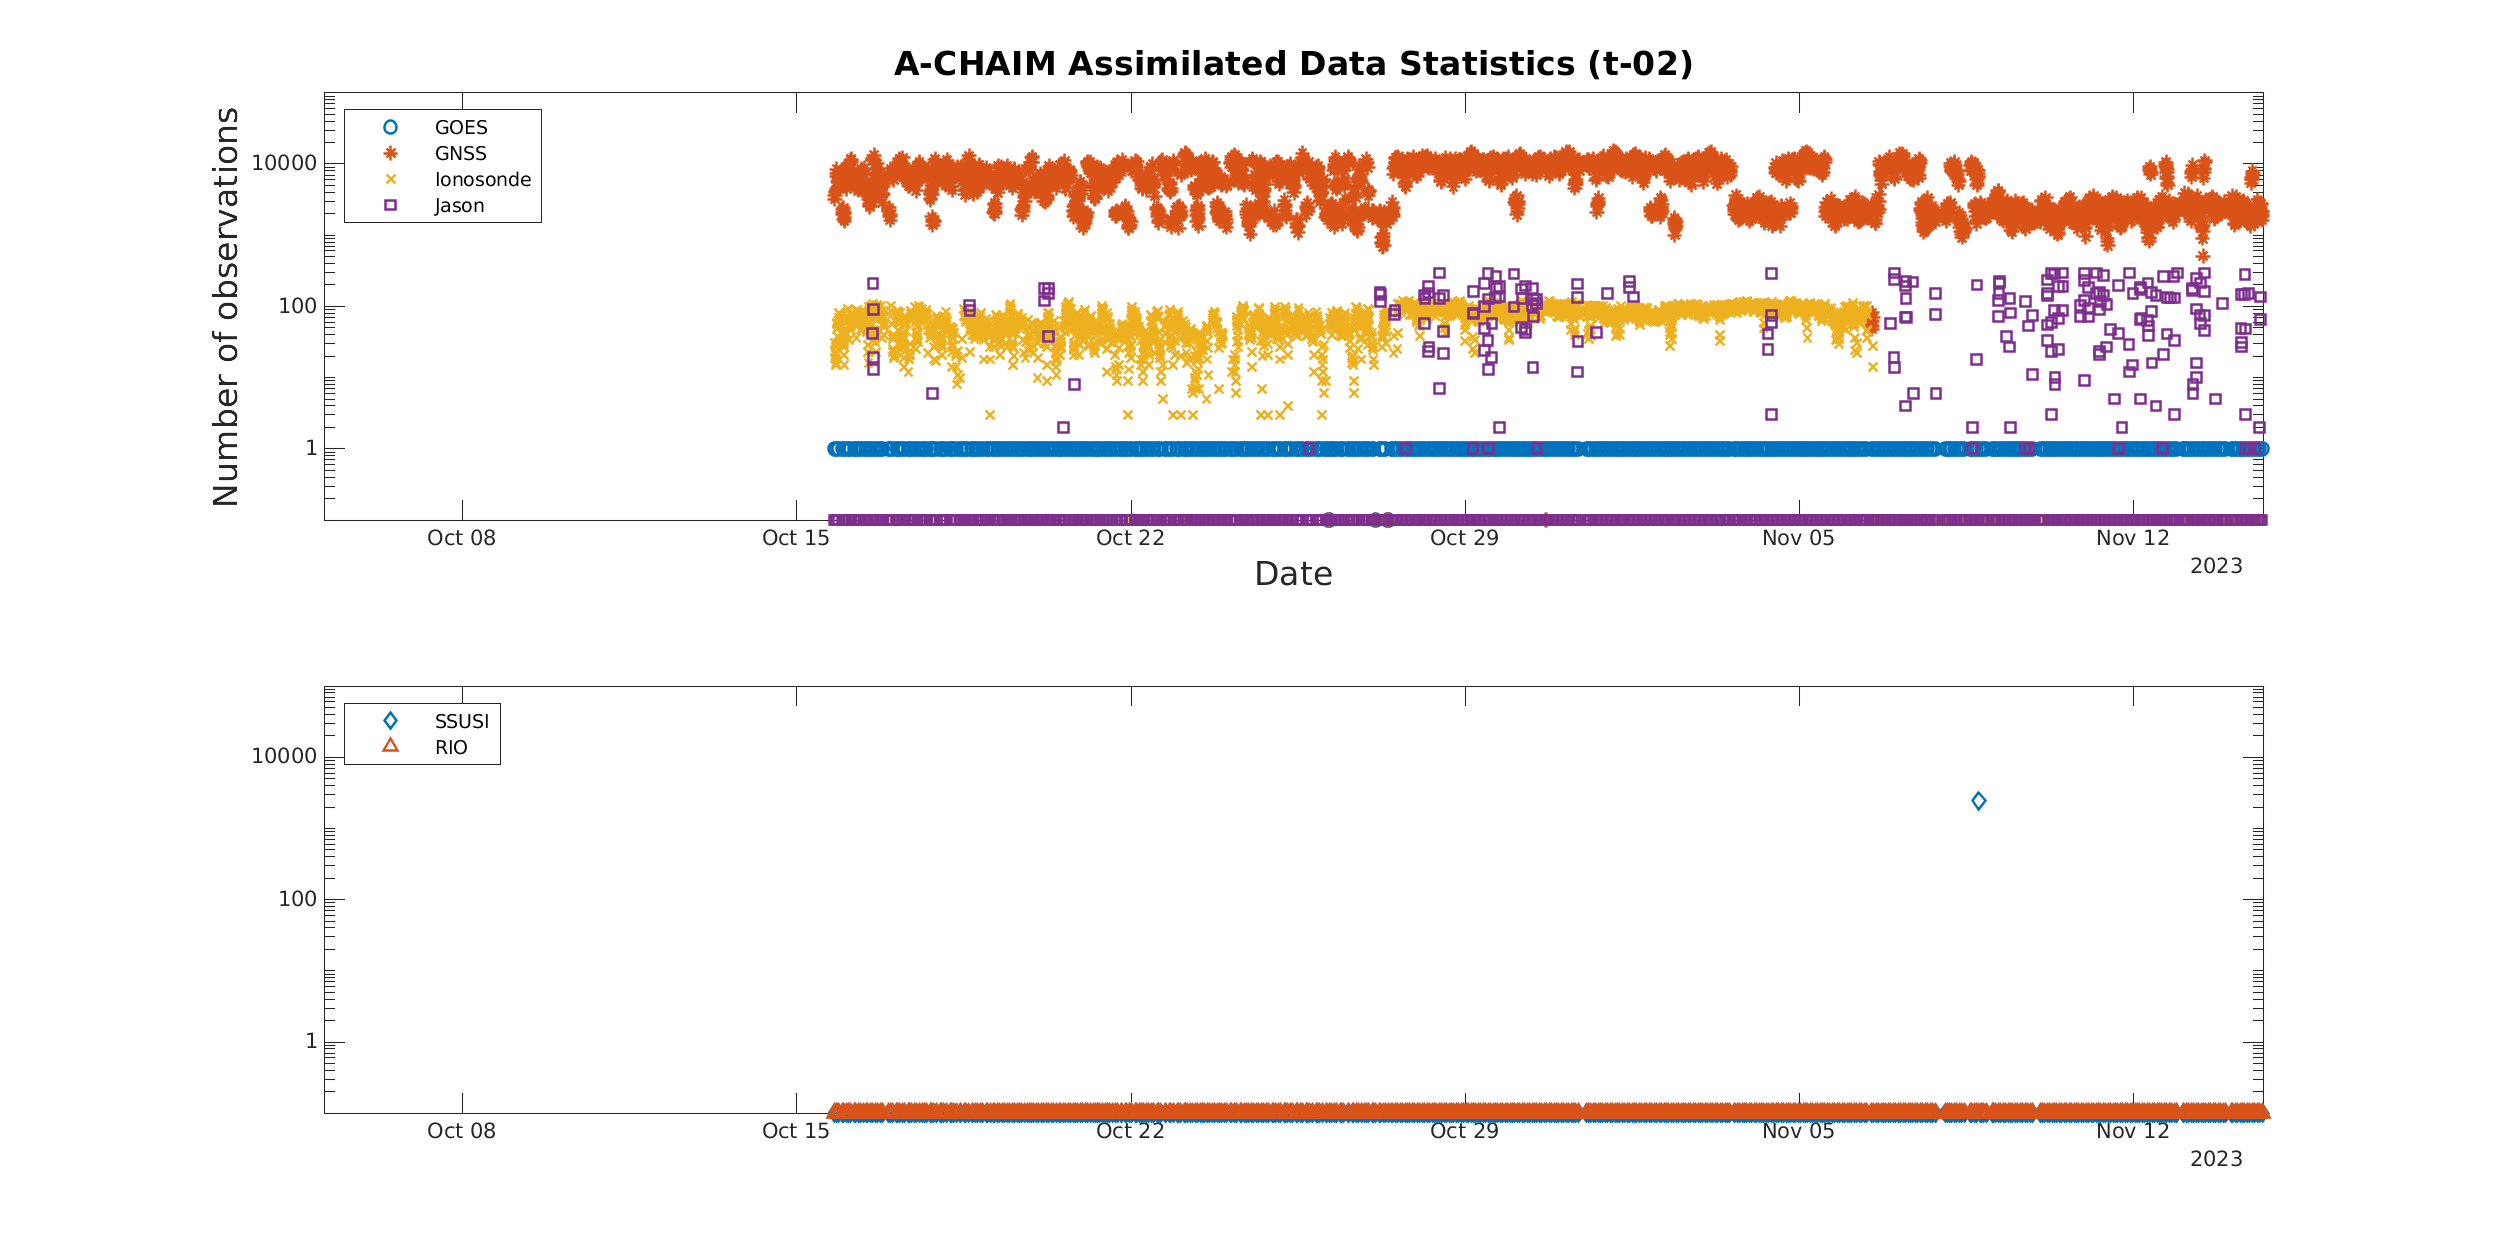 A-CHAIM Assimilated Data Statistics (t-02)
Number of observations
10000
100
1
GOES
GNSS
Ionosonde
Jason
Oct 08 Oct 15 Oct 22 Oct 29 Nov 05 Nov 12
2023
Date
10000
100
1
SSUSI
RIO
Oct 08 Oct 15 Oct 22 Oct 29 Nov 05 Nov 12
2023